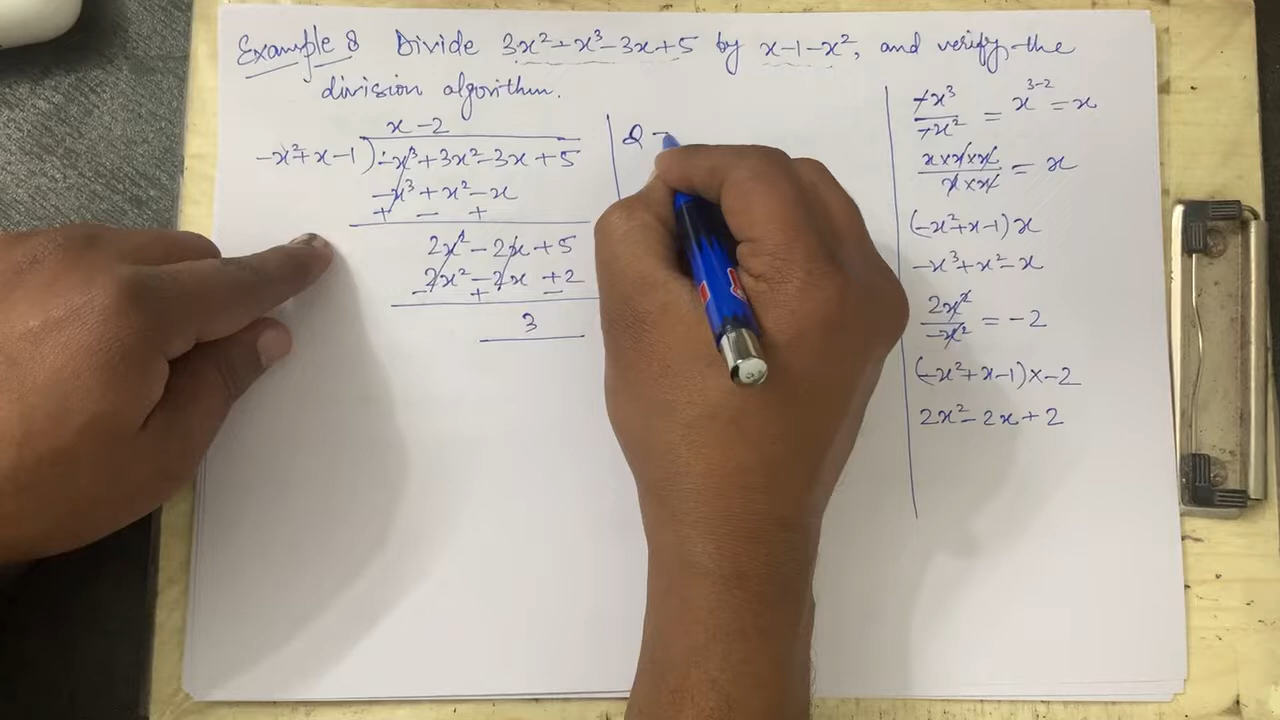 Example 8 Divide 3x² - x³ - 3x + 5 by x - 1 - x², and verify the
division algorithm.
x - 2
-x² + x - 1 ) -x³ + 3x² - 3x + 5
-x³ + x² - x
+ - +
2x² - 2x + 5
2x² - 2x + 2
- + -
3
Q -
-x³ / -x² = x³⁻² = x
x × x × x / x × x = x
(-x² + x - 1) x
-x³ + x² - x
2x² / -x² = -2
(-x² + x - 1) × -2
2x² - 2x + 2